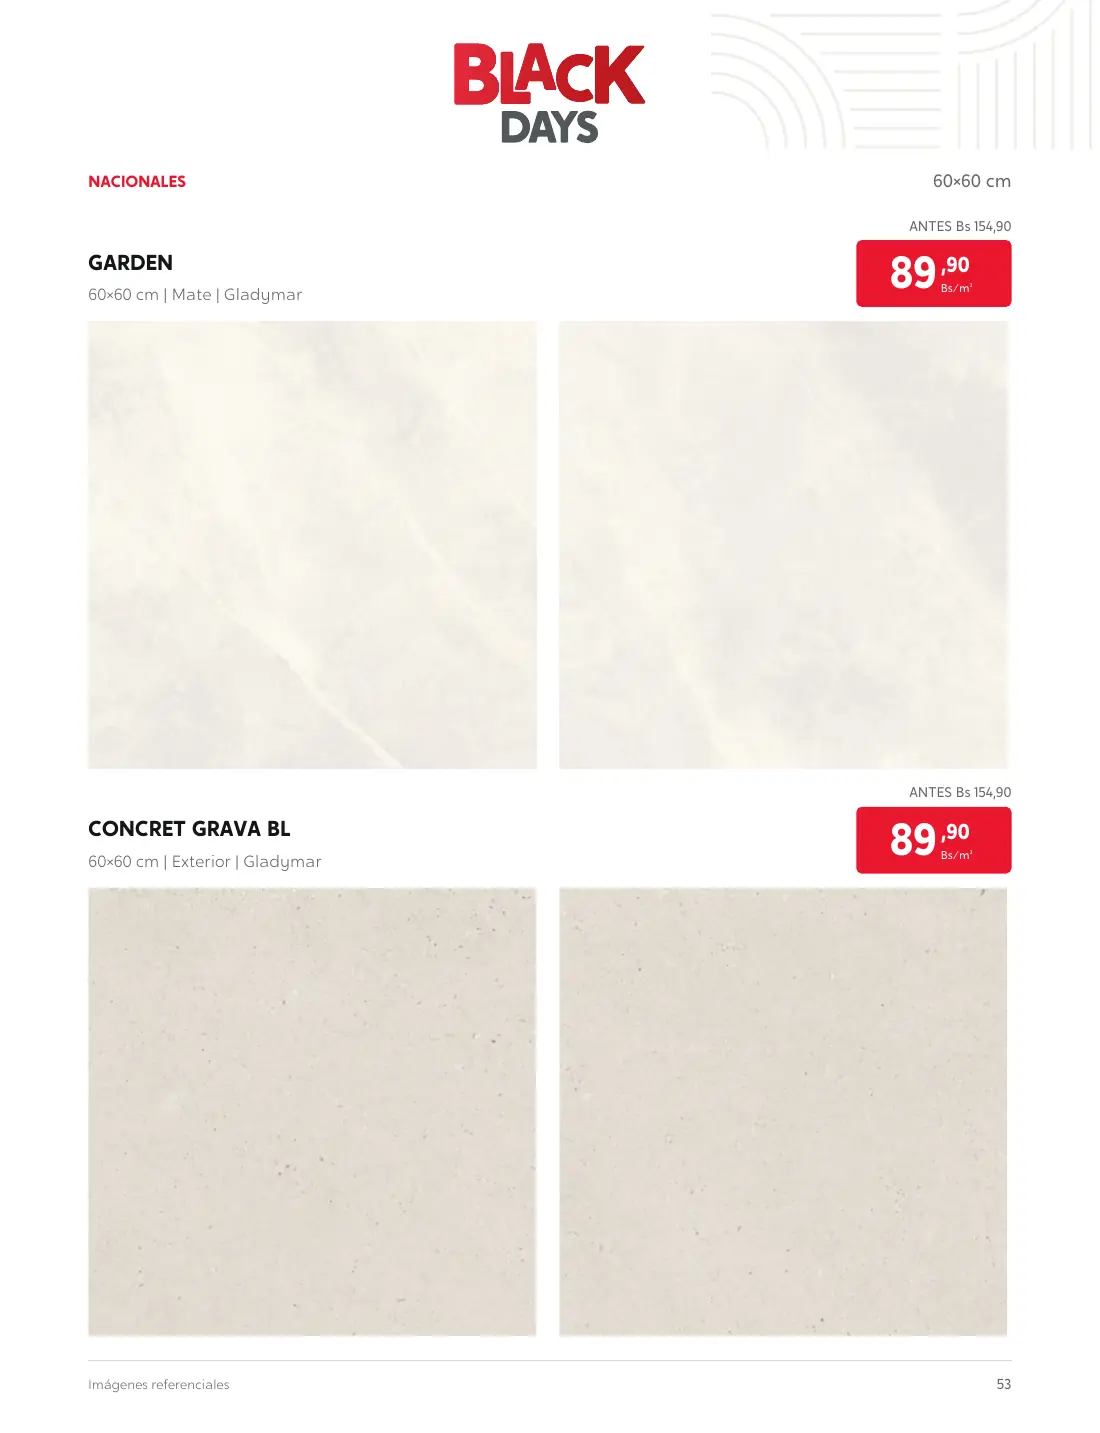 BLACK
DAYS
NACIONALES
60×60 cm
ANTES Bs 154,90
GARDEN
89,90
Bs/m²
60×60 cm | Mate | Gladymar
ANTES Bs 154,90
CONCRET GRAVA BL
89,90
Bs/m²
60×60 cm | Exterior | Gladymar
Imágenes referenciales
53